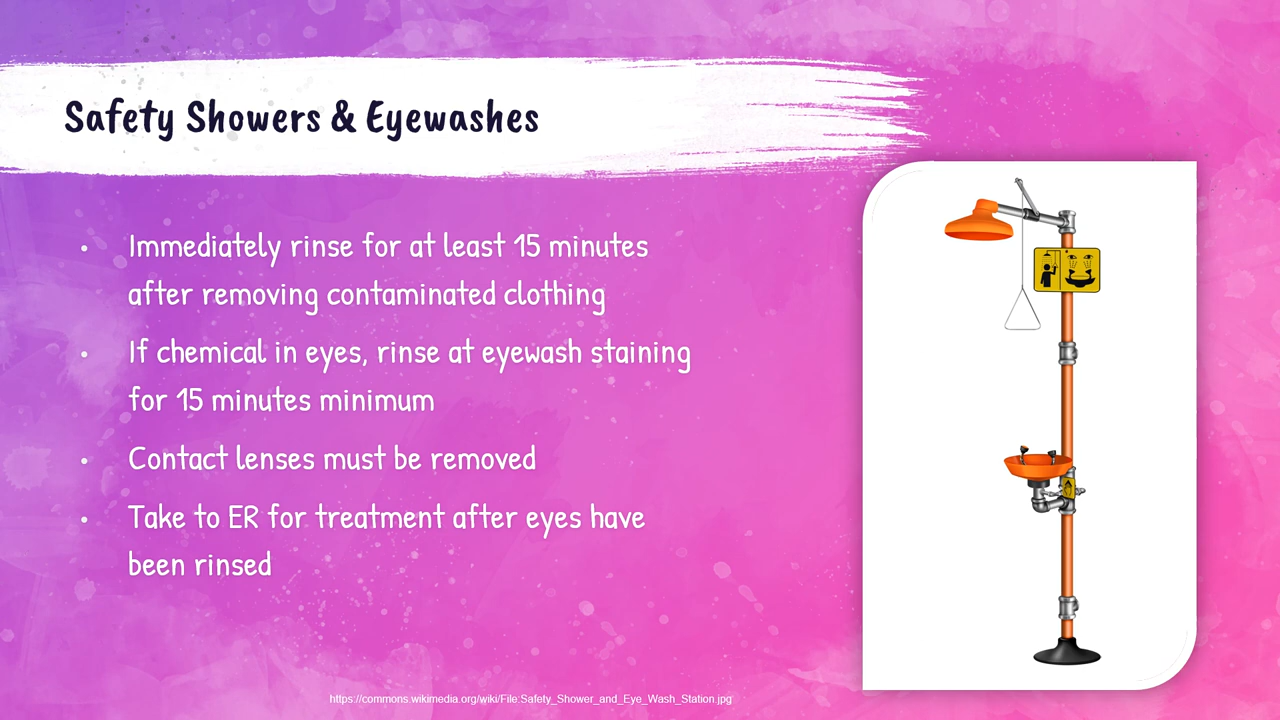 Safety Showers & Eyewashes
• Immediately rinse for at least 15 minutes
after removing contaminated clothing
• If chemical in eyes, rinse at eyewash staining
for 15 minutes minimum
• Contact lenses must be removed
• Take to ER for treatment after eyes have
been rinsed
https://commons.wikimedia.org/wiki/File:Safety_Shower_and_Eye_Wash_Station.jpg